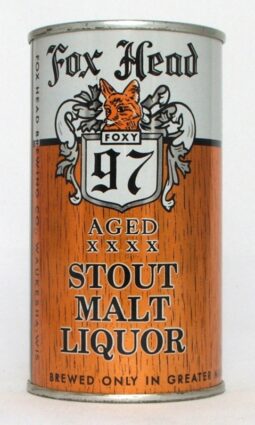 Fox Head
FOXY
97
AGED
XXXX
STOUT
MALT
LIQUOR
BREWED ONLY IN GREATER
FOX HEAD BREWING CO. WAUKESHA, WIS.